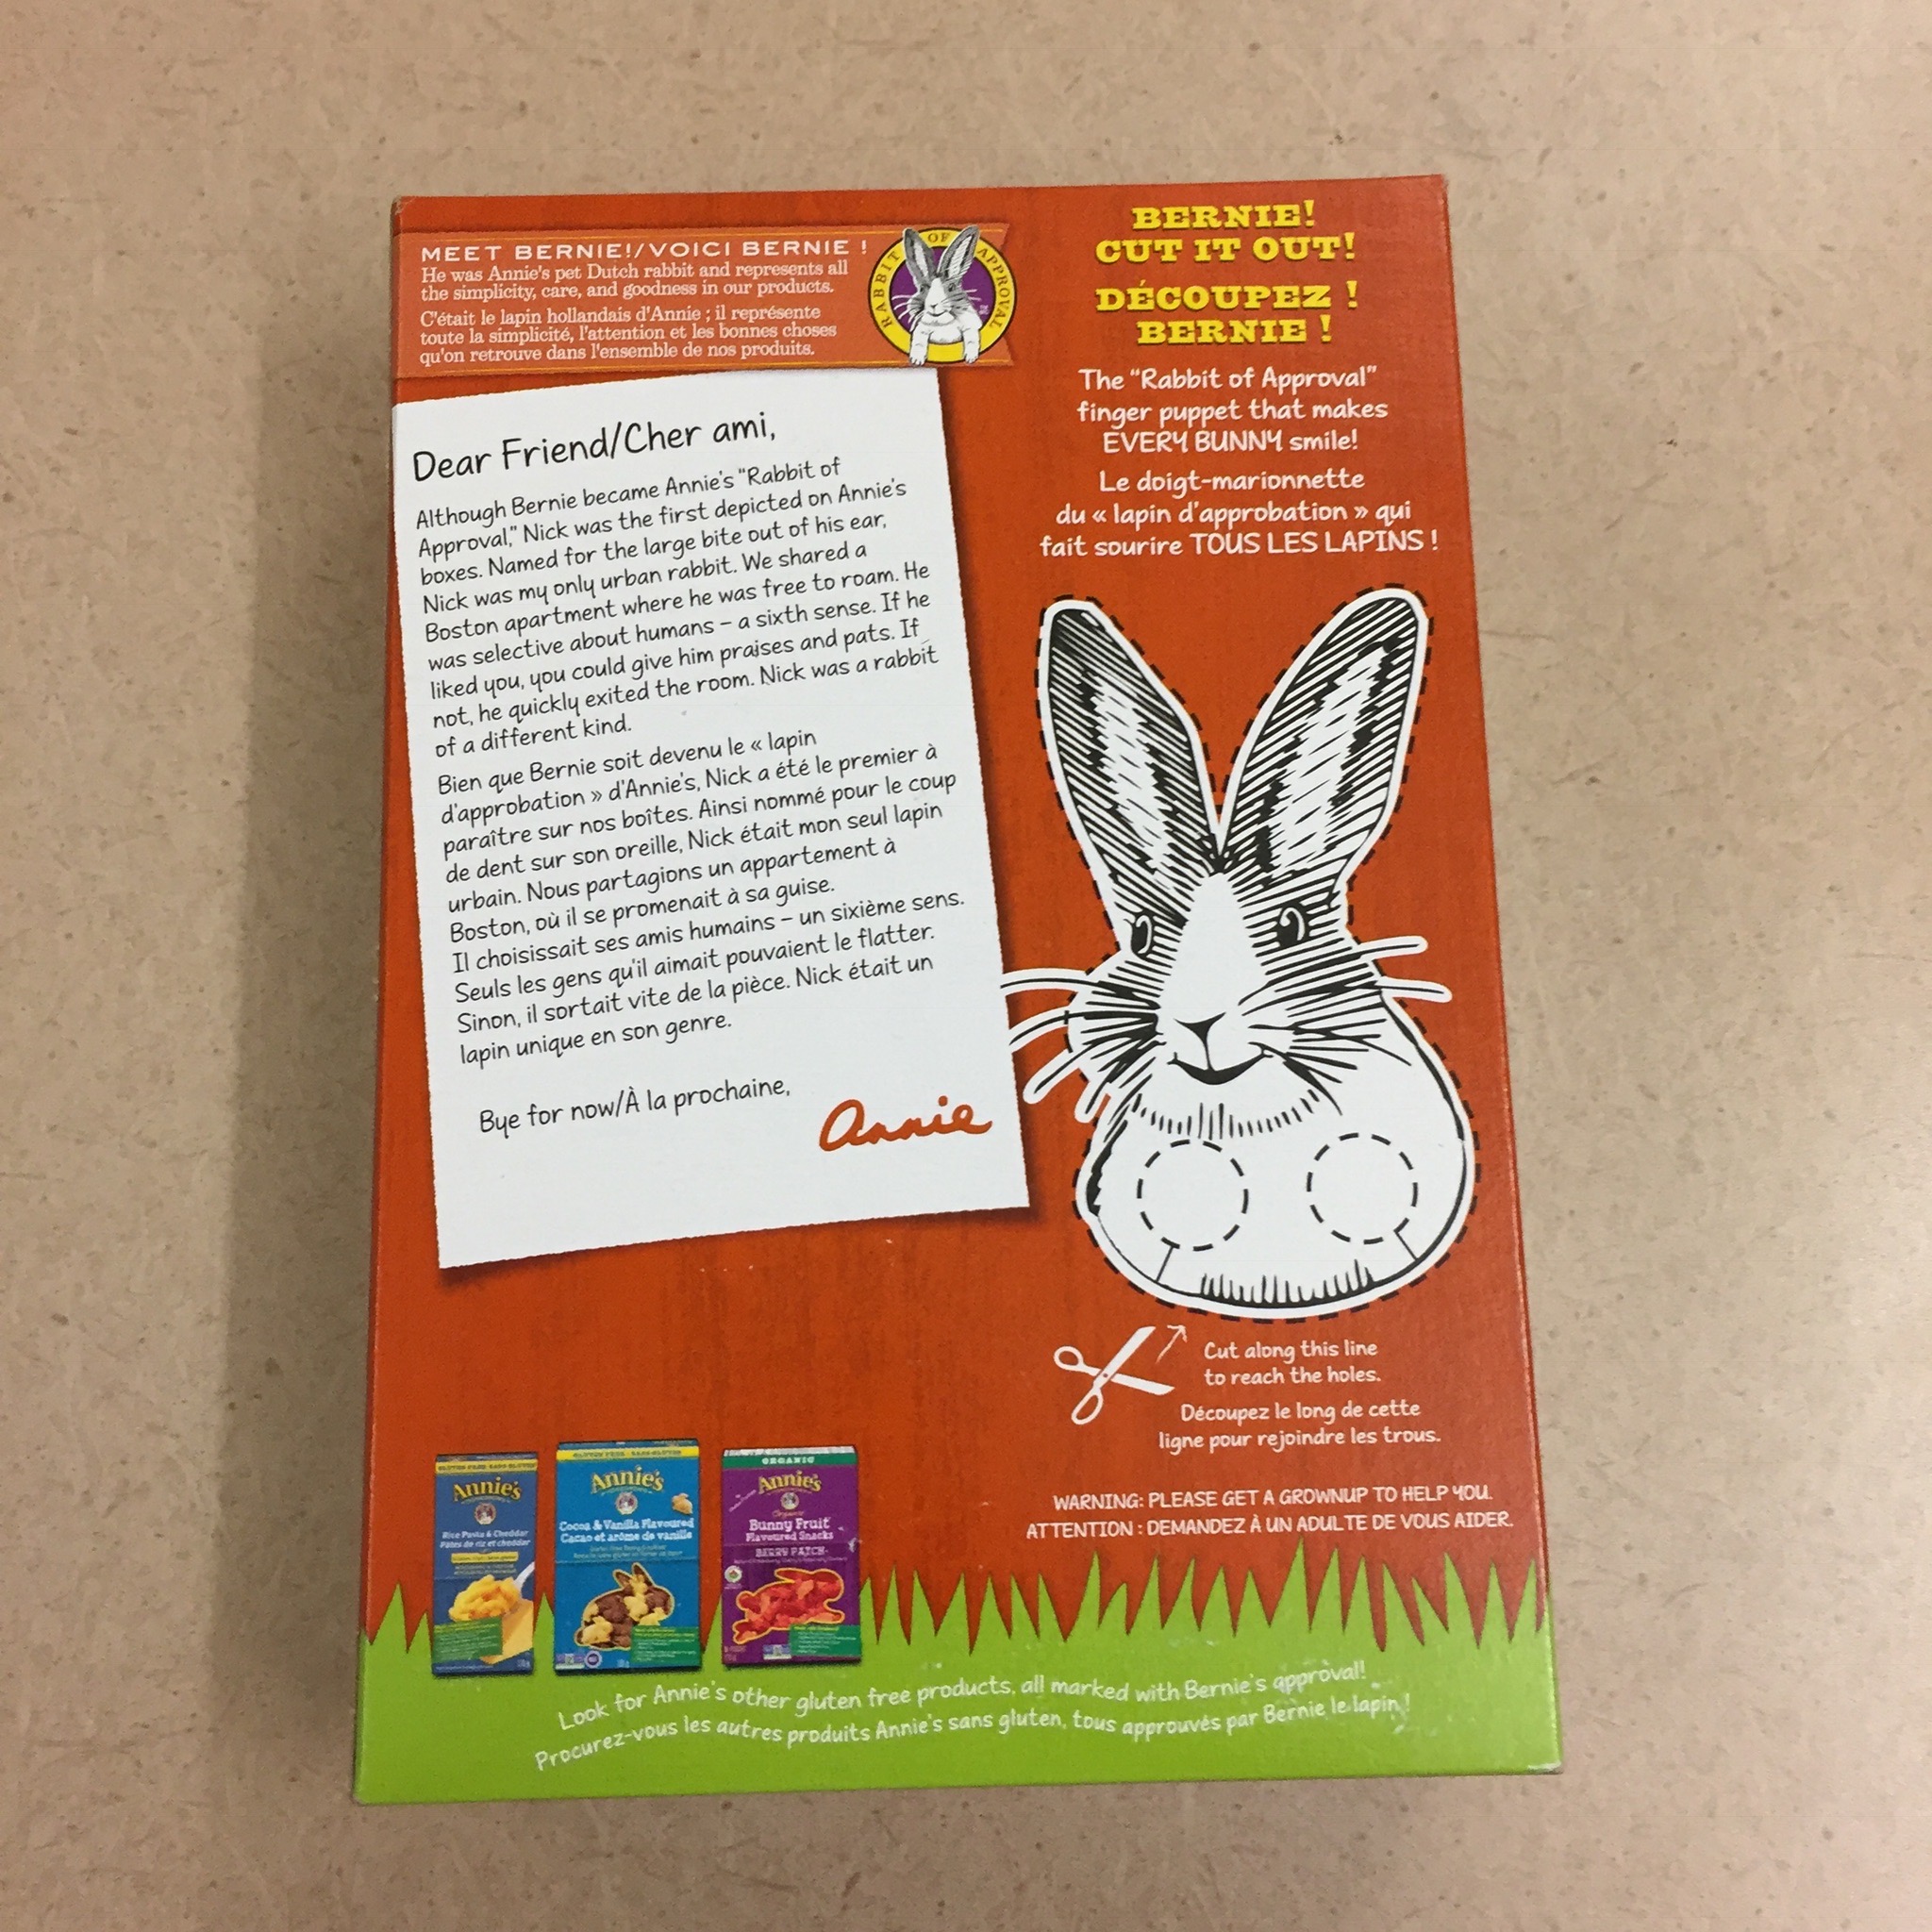 MEET BERNIE!/VOICI BERNIE !
He was Annie's pet Dutch rabbit and represents all
the simplicity, care, and goodness in our products.
C'était le lapin hollandais d'Annie ; il représente
toute la simplicité, l'attention et les bonnes choses
qu'on retrouve dans l'ensemble de nos produits.
RABBIT OF APPROVAL
Dear Friend/Cher ami,
Although Bernie became Annie's "Rabbit of
Approval," Nick was the first depicted on Annie's
boxes. Named for the large bite out of his ear,
Nick was my only urban rabbit. We shared a
Boston apartment where he was free to roam. He
was selective about humans – a sixth sense. If he
liked you, you could give him praises and pats. If
not, he quickly exited the room. Nick was a rabbit
of a different kind.
Bien que Bernie soit devenu le « lapin
d'approbation » d'Annie's, Nick a été le premier à
paraître sur nos boîtes. Ainsi nommé pour le coup
de dent sur son oreille, Nick était mon seul lapin
urbain. Nous partagions un appartement à
Boston, où il se promenait à sa guise.
Il choisissait ses amis humains – un sixième sens.
Seuls les gens qu'il aimait pouvaient le flatter.
Sinon, il sortait vite de la pièce. Nick était un
lapin unique en son genre.
Bye for now/À la prochaine,
Annie
BERNIE!
CUT IT OUT!
DÉCOUPEZ !
BERNIE !
The "Rabbit of Approval"
finger puppet that makes
EVERY BUNNY smile!
Le doigt-marionnette
du « lapin d'approbation » qui
fait sourire TOUS LES LAPINS !
Cut along this line
to reach the holes.
Découpez le long de cette
ligne pour rejoindre les trous.
WARNING: PLEASE GET A GROWNUP TO HELP YOU.
ATTENTION : DEMANDEZ À UN ADULTE DE VOUS AIDER.
GLUTEN FREE · SANS GLUTEN
Annie's
Rice Pasta & Cheddar
Pâtes de riz et cheddar
GLUTEN FREE · SANS GLUTEN
Annie's
Cocoa & Vanilla Flavoured
Cacao et arôme de vanille
ORGANIC
Annie's
Organic
Bunny Fruit
Flavoured Snacks
BERRY PATCH
Look for Annie's other gluten free products, all marked with Bernie's approval!
Procurez-vous les autres produits Annie's sans gluten, tous approuvés par Bernie le lapin !